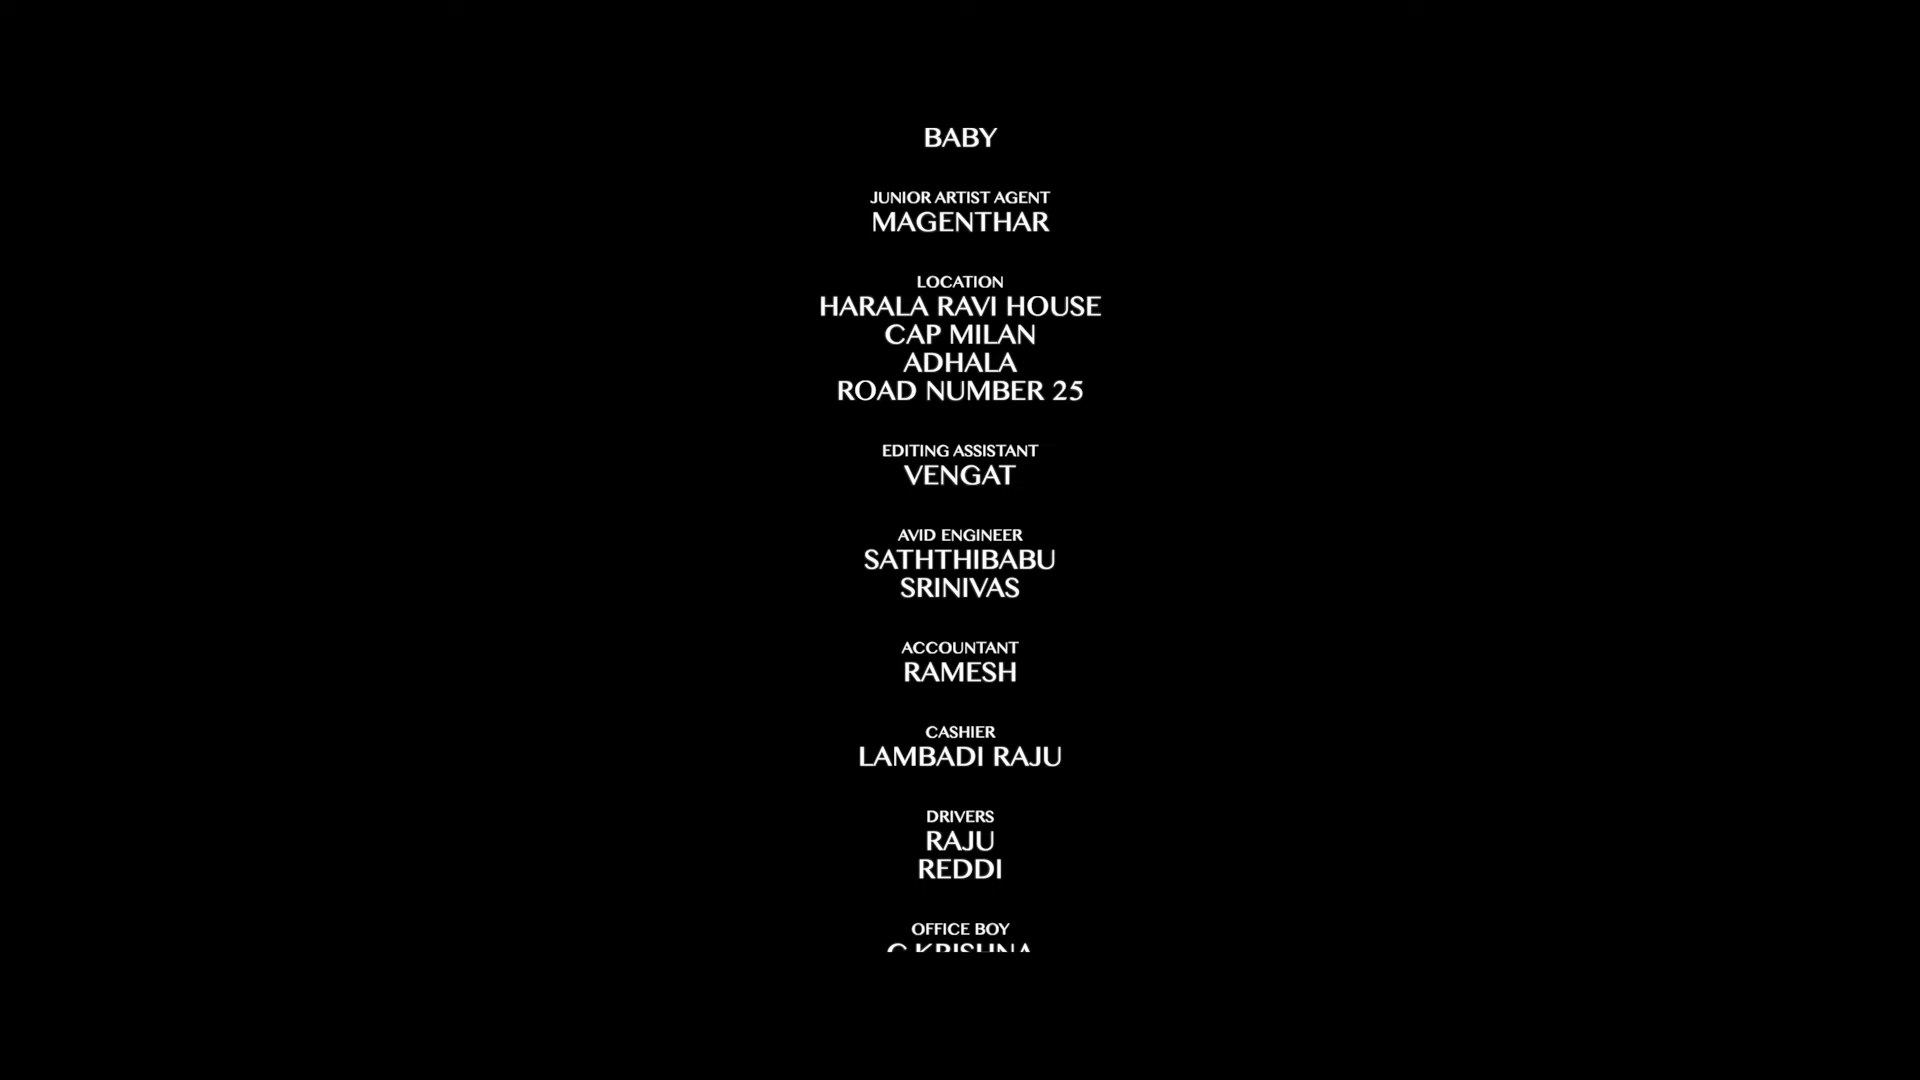 BABY
JUNIOR ARTIST AGENT
MAGENTHAR
LOCATION
HARALA RAVI HOUSE
CAP MILAN
ADHALA
ROAD NUMBER 25
EDITING ASSISTANT
VENGAT
AVID ENGINEER
SATHTHIBABU
SRINIVAS
ACCOUNTANT
RAMESH
CASHIER
LAMBADI RAJU
DRIVERS
RAJU
REDDI
OFFICE BOY
KRISHNA